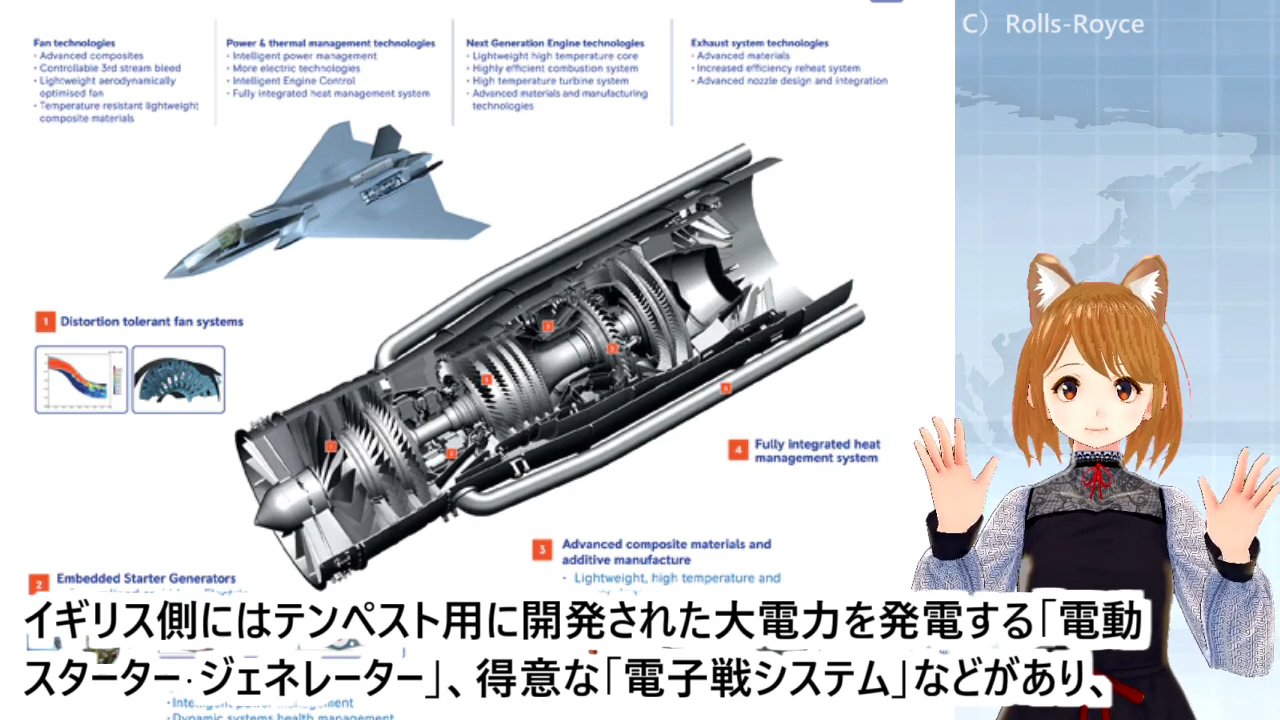 C）Rolls-Royce
Fan technologies
· Advanced composites
· Controllable 3rd stream bleed
· Lightweight aerodynamically
optimised fan
· Temperature resistant lightweight
composite materials
Power & thermal management technologies
· Intelligent power management
· More electric technologies
· Intelligent Engine Control
· Fully integrated heat management system
Next Generation Engine technologies
· Lightweight high temperature core
· Highly efficient combustion system
· High temperature turbine system
· Advanced materials and manufacturing
technologies
Exhaust system technologies
· Advanced materials
· Increased efficiency reheat system
· Advanced nozzle design and integration
1 Distortion tolerant fan systems
4 Fully integrated heat
management system
3 Advanced composite materials and
additive manufacture
· Lightweight, high temperature and
2 Embedded Starter Generators
イギリス側にはテンペスト用に開発された大電力を発電する「電動
スターター·ジェネレーター」、得意な「電子戦システム」などがあり、
· Intelligent power management
· Dynamic systems health management